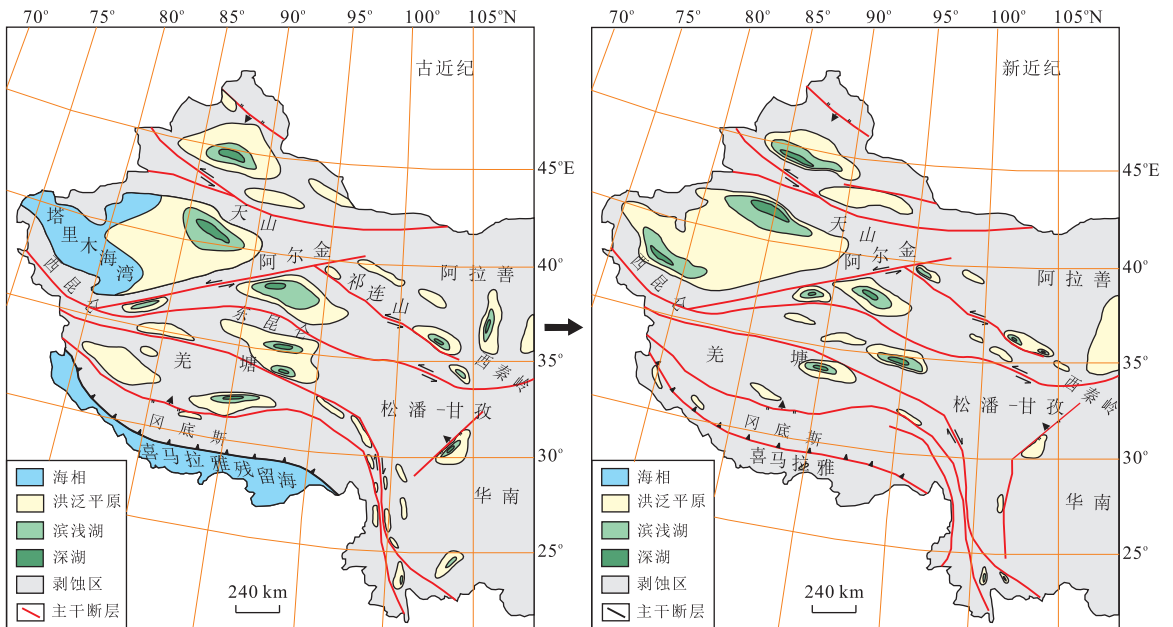 70° 75° 80° 85° 90° 95° 100° 105°N
古近纪
45°E
40°
35°
30°
25°
塔里木海湾
天山
阿尔金
阿拉善
西昆仑
祁连山
东昆仑
羌塘
西秦岭
松潘-甘孜
冈底斯
喜马拉雅残留海
华南
海相
洪泛平原
滨浅湖
深湖
剥蚀区
主干断层
240 km
70° 75° 80° 85° 90° 95° 100° 105°N
新近纪
45°E
40°
35°
30°
25°
天山
阿尔金
阿拉善
西昆仑
羌塘
西秦岭
松潘-甘孜
冈底斯
喜马拉雅
华南
海相
洪泛平原
滨浅湖
深湖
剥蚀区
主干断层
240 km